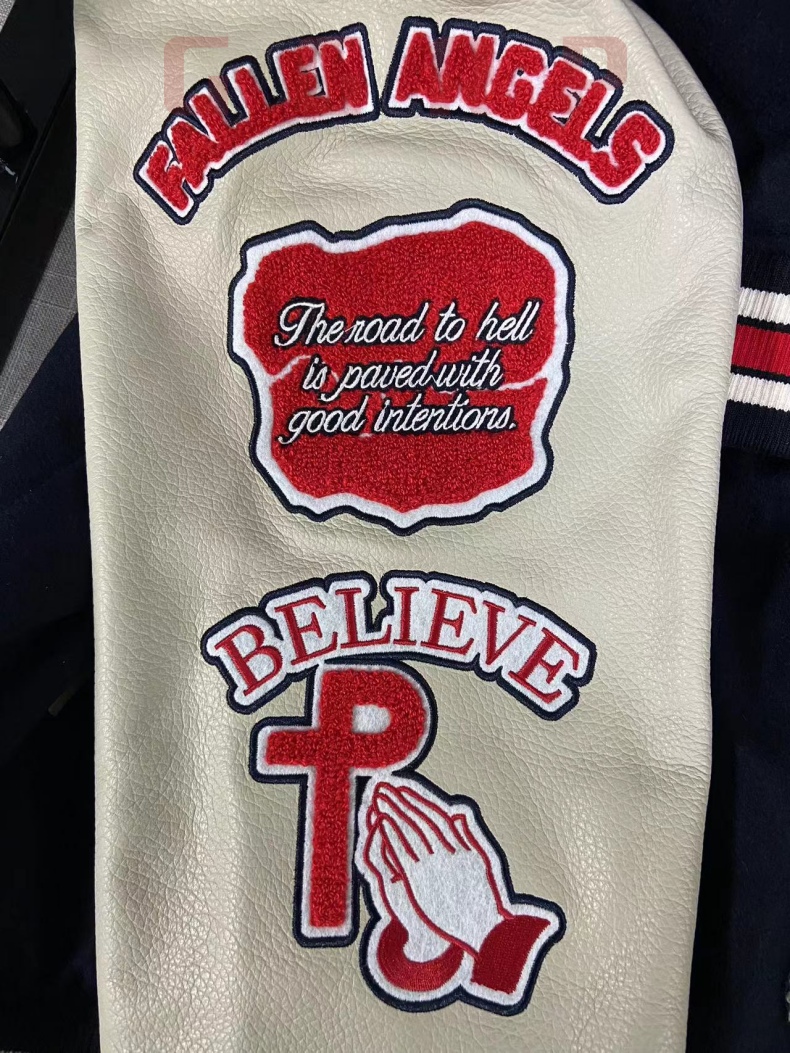 FALLEN ANGELS
The road to hell
is paved with
good intentions.
BELIEVE